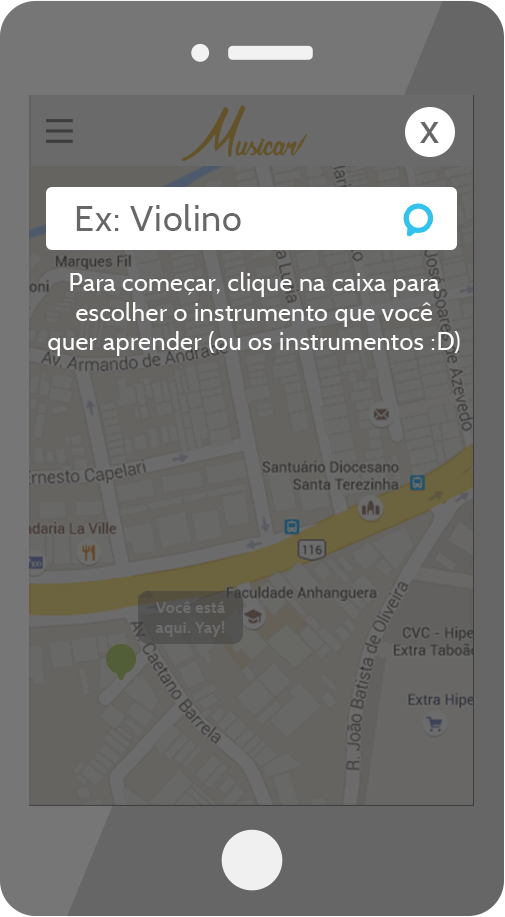 Musicar
X
Ex: Violino
Marques Fil
oni
Para começar, clique na caixa para
escolher o instrumento que você
quer aprender (ou os instrumentos :D)
Av. Armando de Andrade
José Soares de Azevedo
Ernesto Capelari
Santuário Diocesano
Santa Terezinha
adaria La Ville
116
Faculdade Anhanguera
Você está
aqui. Yay!
Av. Caetano Barrela
R. João Batista de Oliveira
CVC - Hipe
Extra Taboão
Extra Hipe